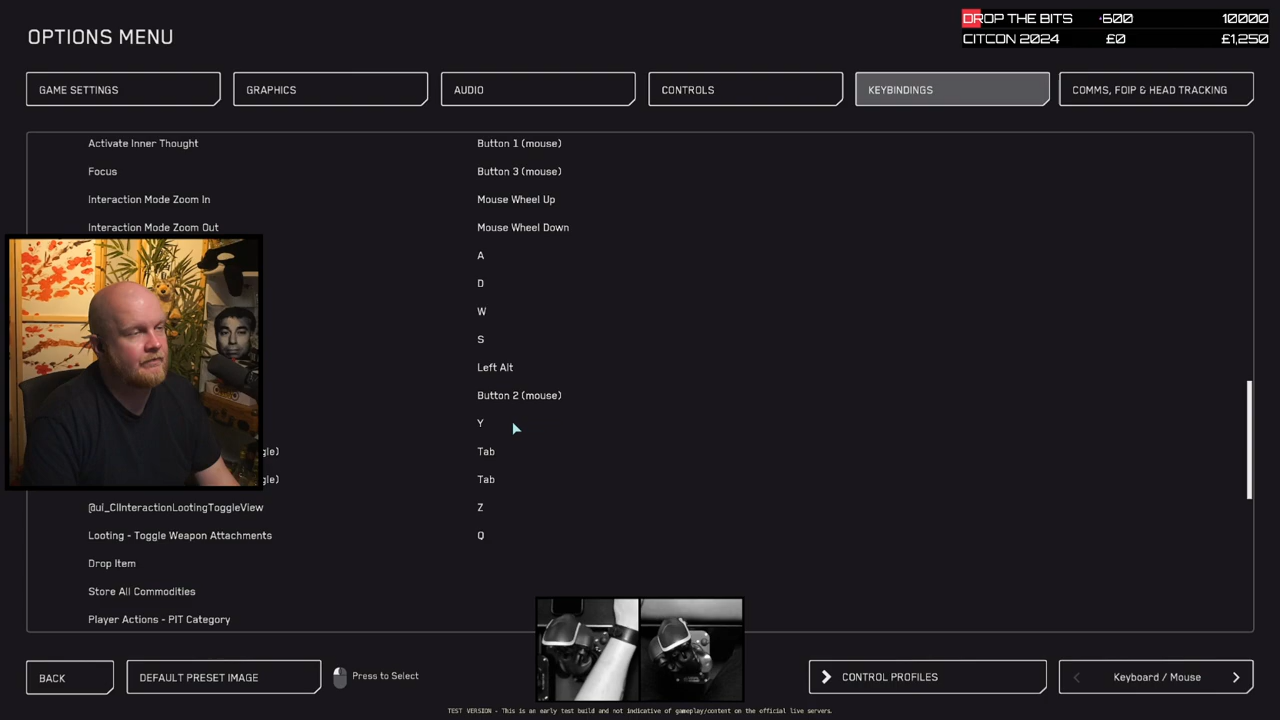 DROP THE BITS -600 10000
CITCON 2024 £0 £1,250
OPTIONS MENU
GAME SETTINGS
GRAPHICS
AUDIO
CONTROLS
KEYBINDINGS
COMMS, FOIP & HEAD TRACKING
Activate Inner Thought Button 1 (mouse)
Focus Button 3 (mouse)
Interaction Mode Zoom In Mouse Wheel Up
Interaction Mode Zoom Out Mouse Wheel Down
A
D
W
S
Left Alt
Button 2 (mouse)
Y
gle) Tab
gle) Tab
@ui_CIInteractionLootingToggleView Z
Looting - Toggle Weapon Attachments Q
Drop Item
Store All Commodities
Player Actions - PIT Category
BACK
DEFAULT PRESET IMAGE
Press to Select
CONTROL PROFILES
Keyboard / Mouse
TEST VERSION - This is an early test build and not indicative of gameplay/content on the official live servers.